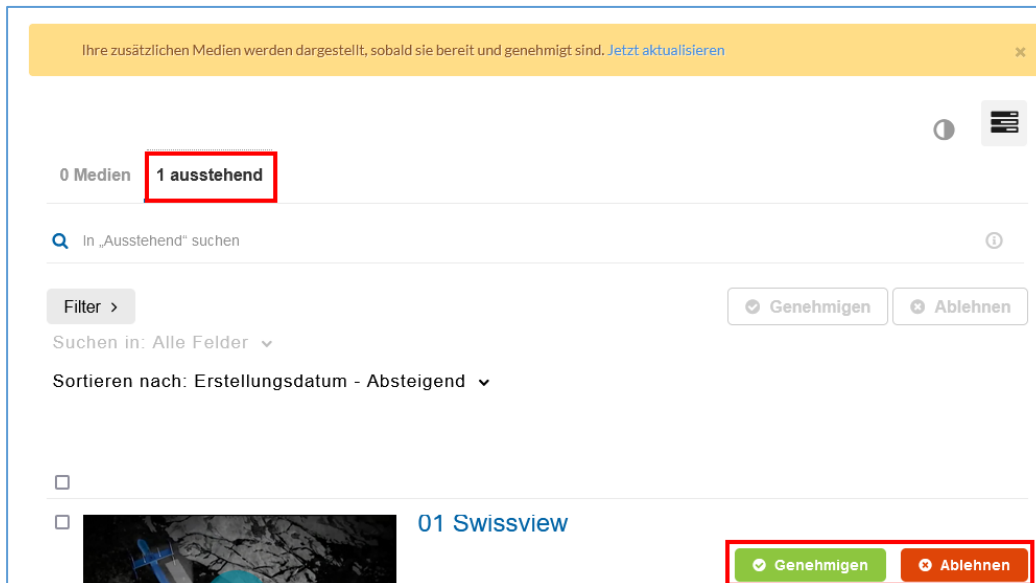 Ihre zusätzlichen Medien werden dargestellt, sobald sie bereit und genehmigt sind. Jetzt aktualisieren ×
0 Medien 1 ausstehend
In „Ausstehend“ suchen
Filter > Genehmigen Ablehnen
Suchen in: Alle Felder
Sortieren nach: Erstellungsdatum - Absteigend
01 Swissview
Genehmigen Ablehnen